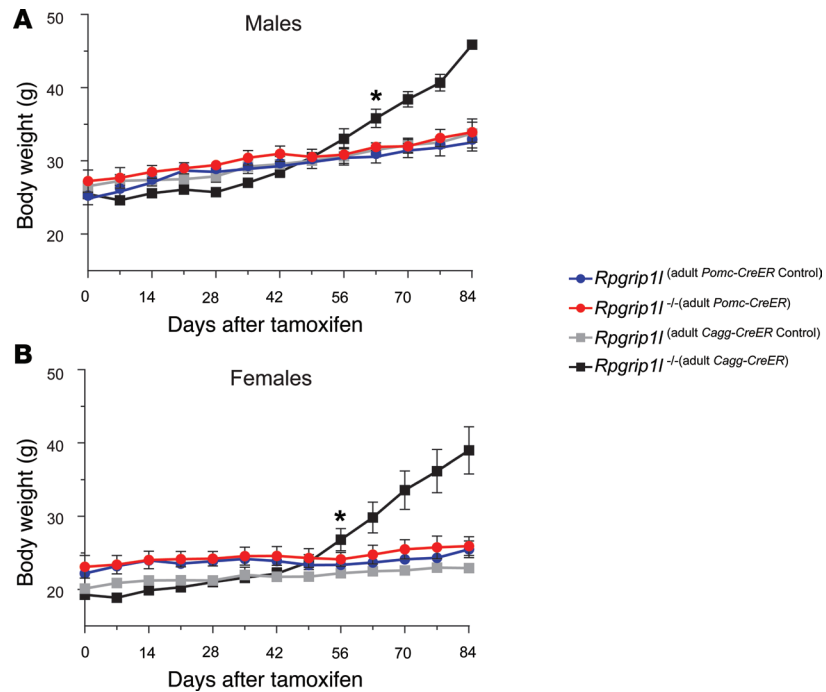 A
Males
50
40
30
20
Body weight (g)
*
0 14 28 42 56 70 84
Days after tamoxifen
B
Females
50
40
30
20
Body weight (g)
*
0 14 28 42 56 70 84
Days after tamoxifen
Rpgrip1l (adult Pomc-CreER Control)
Rpgrip1l -/-(adult Pomc-CreER)
Rpgrip1l (adult Cagg-CreER Control)
Rpgrip1l -/-(adult Cagg-CreER)